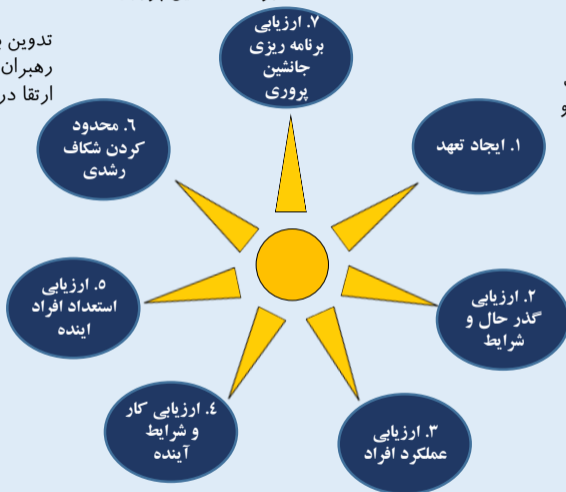 ۷. ارزیابی
برنامه ریزی
جانشین
پروری
تدوین
رهبران
ارتقا در
۱. ایجاد تعهد
۲. ارزیابی
گذر حال و
شرایط
۳. ارزیابی
عملکرد افراد
۴. ارزیابی کار
و شرایط
آینده
۵. ارزیابی
استعداد افراد
اینده
۶. محدود
کردن شکاف
رشدی
و